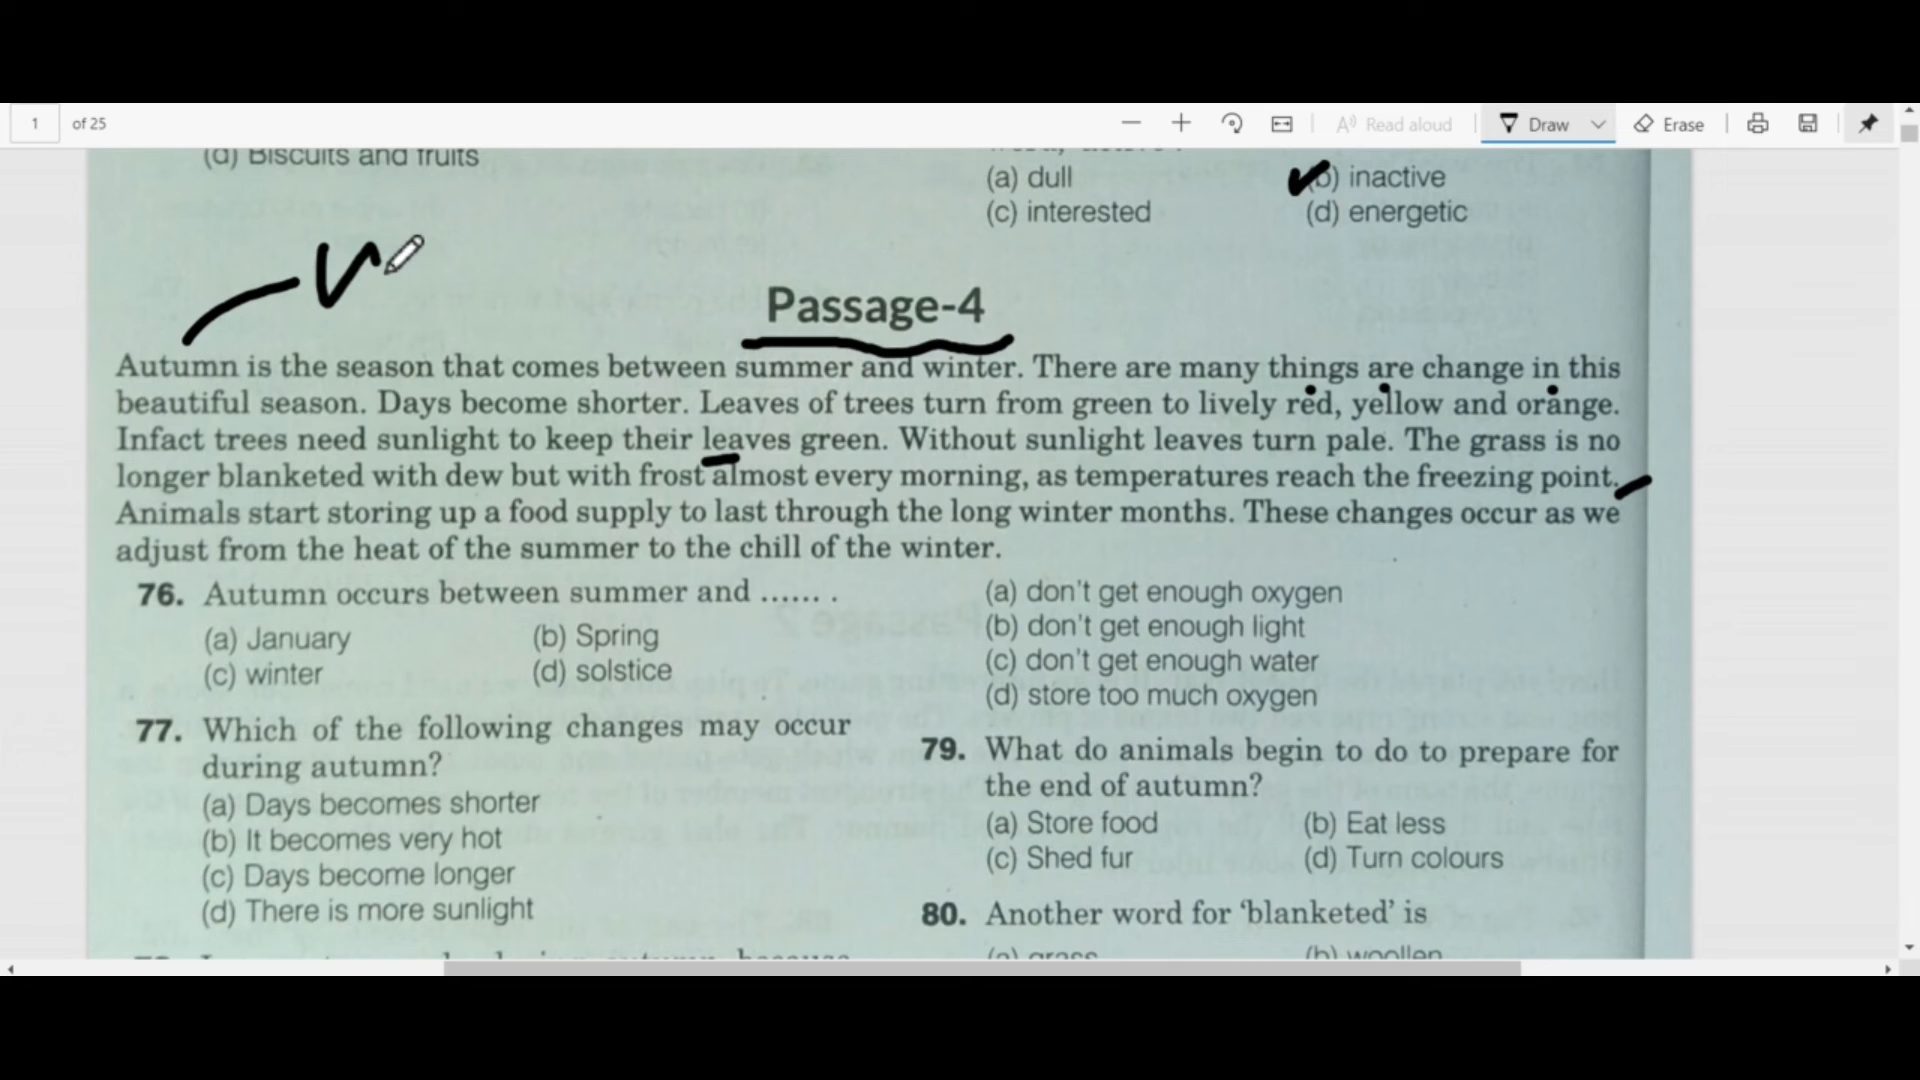 1 of 25
Read aloud
Draw
Erase
(d) Biscuits and fruits
(a) dull (b) inactive
(c) interested (d) energetic
Passage-4
Autumn is the season that comes between summer and winter. There are many things are change in this
beautiful season. Days become shorter. Leaves of trees turn from green to lively red, yellow and orange.
Infact trees need sunlight to keep their leaves green. Without sunlight leaves turn pale. The grass is no
longer blanketed with dew but with frost almost every morning, as temperatures reach the freezing point.
Animals start storing up a food supply to last through the long winter months. These changes occur as we
adjust from the heat of the summer to the chill of the winter.
76. Autumn occurs between summer and ...... .
(a) January (b) Spring
(c) winter (d) solstice
77. Which of the following changes may occur
during autumn?
(a) Days becomes shorter
(b) It becomes very hot
(c) Days become longer
(d) There is more sunlight
(a) don't get enough oxygen
(b) don't get enough light
(c) don't get enough water
(d) store too much oxygen
79. What do animals begin to do to prepare for
the end of autumn?
(a) Store food (b) Eat less
(c) Shed fur (d) Turn colours
80. Another word for 'blanketed' is
(a) grass (b) woollen